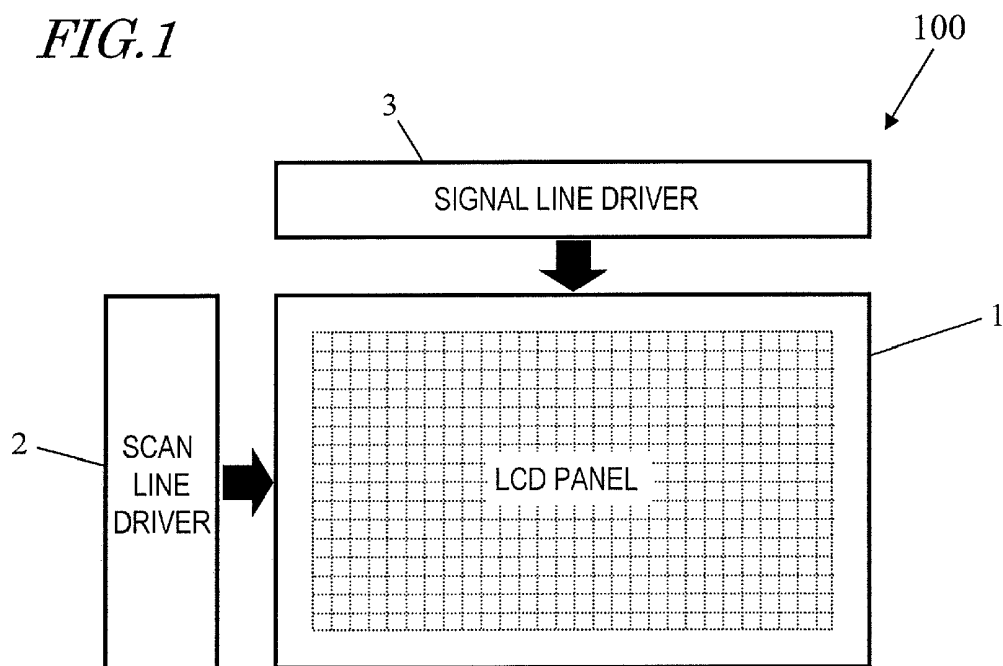 FIG.1
100
3
SIGNAL LINE DRIVER
1
2
SCAN
LINE
DRIVER
LCD PANEL